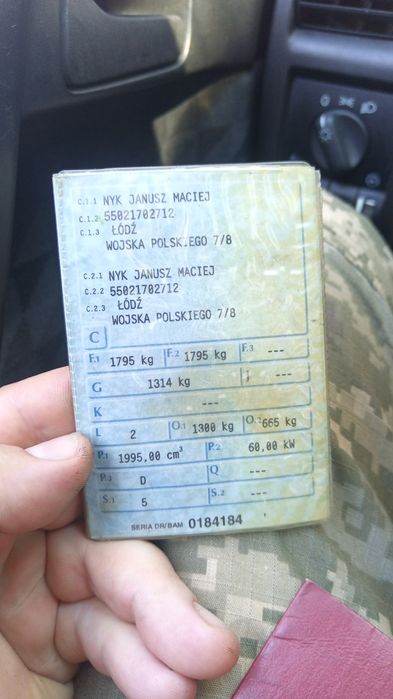 C.1.1 NYK JANUSZ MACIEJ
C.1.2 55021702712
C.1.3 ŁÓDŹ
WOJSKA POLSKIEGO 7/8
C.2.1 NYK JANUSZ MACIEJ
C.2.2 55021702712
C.2.3 ŁÓDŹ
WOJSKA POLSKIEGO 7/8
C
F.1 1795 kg F.2 1795 kg F.3 ---
G 1314 kg ---
K ---
L 2 O.1 1300 kg O.2 665 kg
P.1 1995,00 cm³ P.2 60,00 kW
P.3 D Q ---
S.1 5 S.2 ---
SERIA DR/BAM 0184184